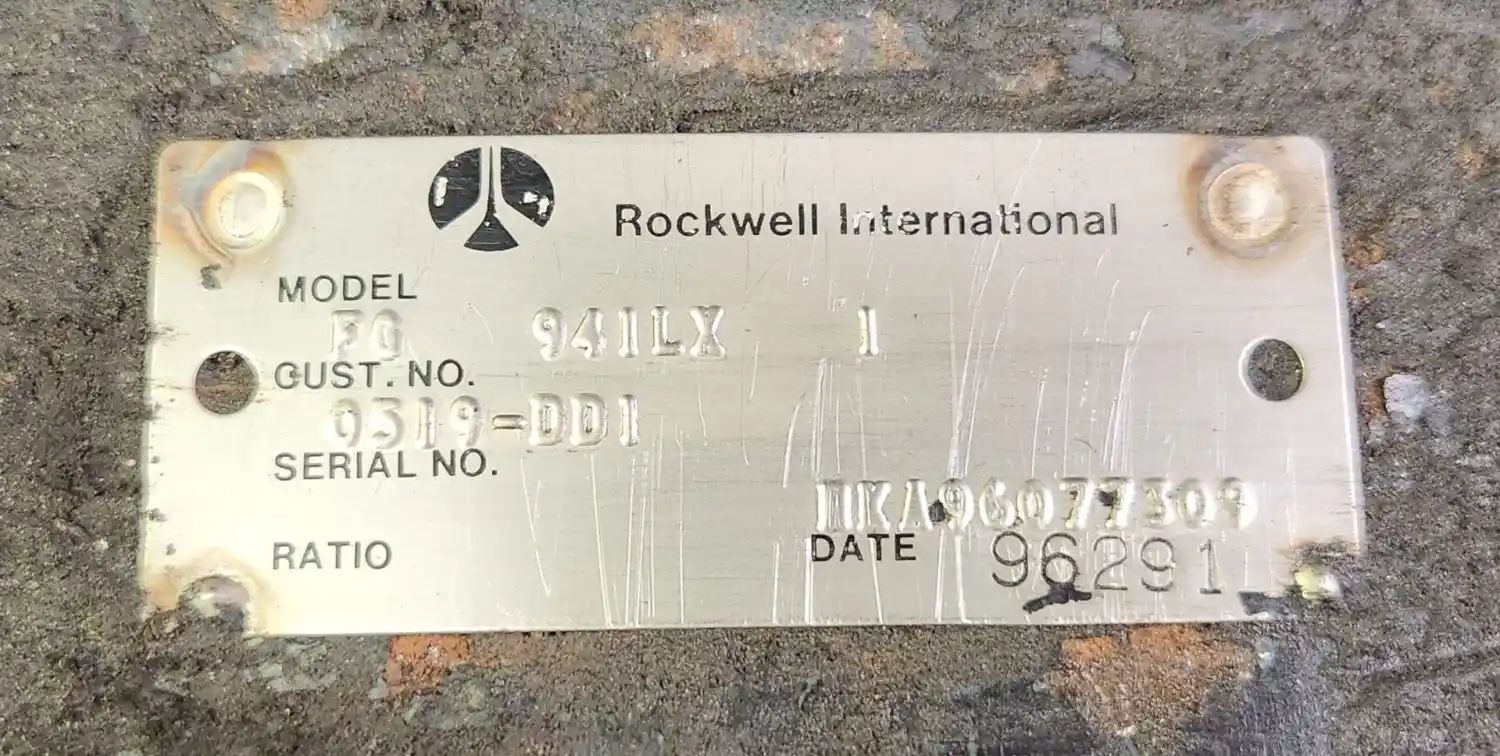 Rockwell International
MODEL
FG 941LX 1
CUST. NO.
0319-DD1
SERIAL NO.
NKA96077309
RATIO
DATE 96291